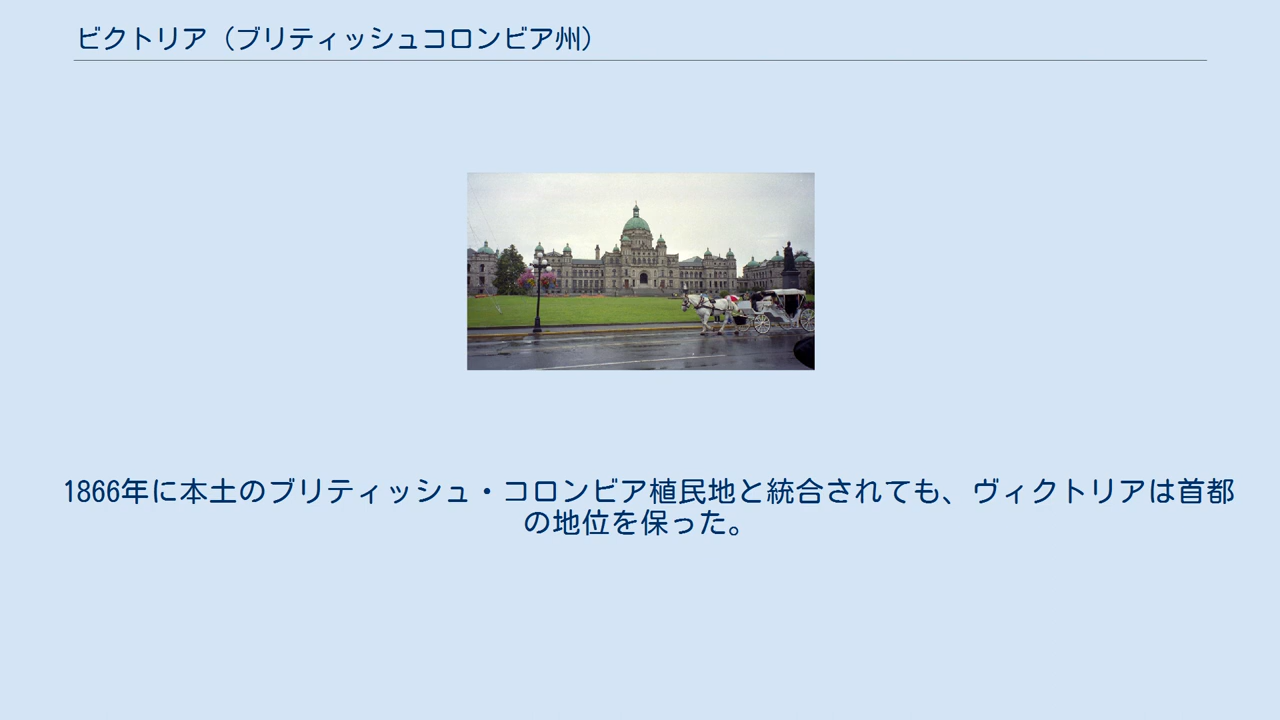 ビクトリア（ブリティッシュコロンビア州）
1866年に本土のブリティッシュ・コロンビア植民地と統合されても、ヴィクトリアは首都
の地位を保った。